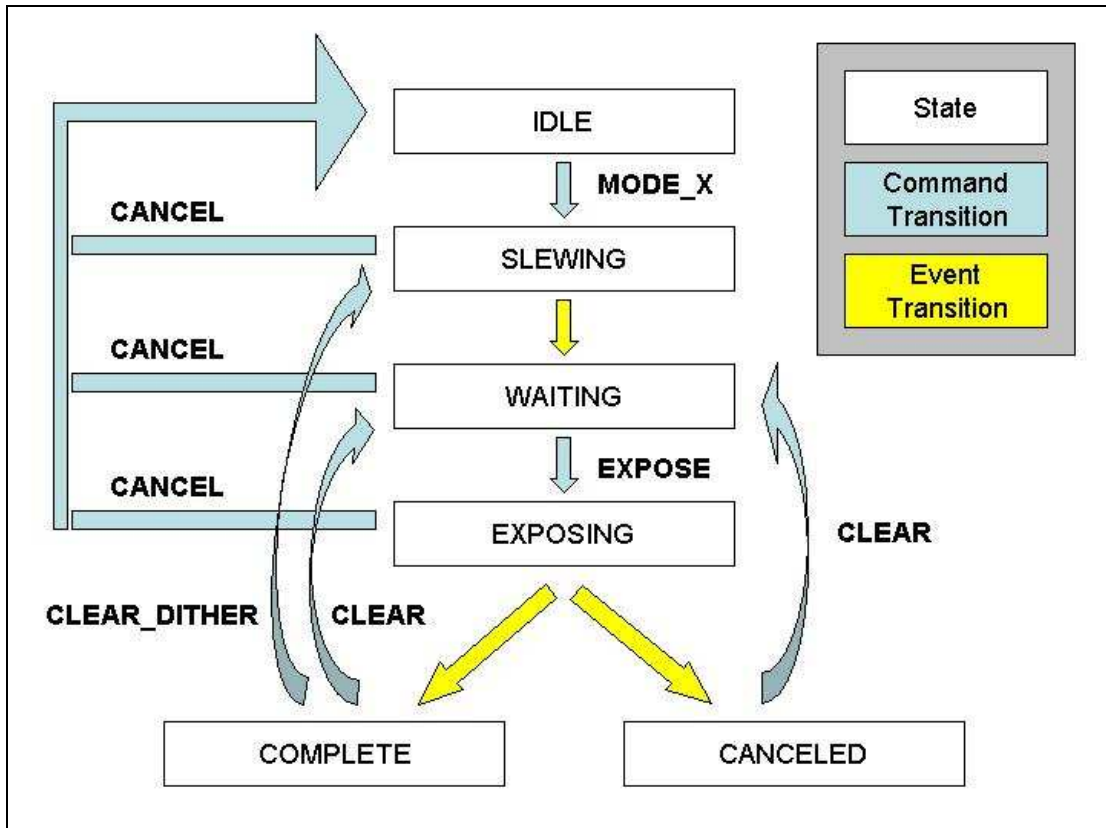 IDLE
State
MODE_X
Command
Transition
CANCEL
SLEWING
Event
Transition
CANCEL
WAITING
EXPOSE
CANCEL
EXPOSING
CLEAR
CLEAR_DITHER
CLEAR
COMPLETE
CANCELED